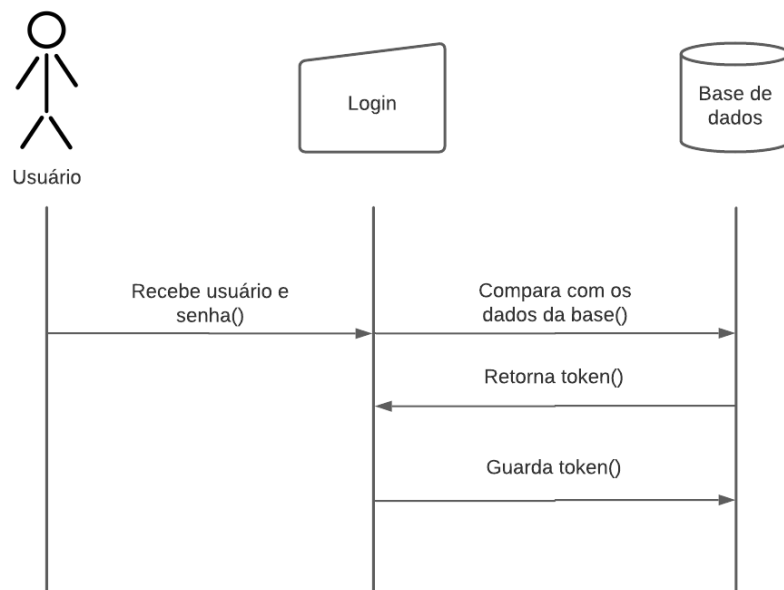 Usuário
Login
Base de
dados
Recebe usuário e
senha()
Compara com os
dados da base()
Retorna token()
Guarda token()